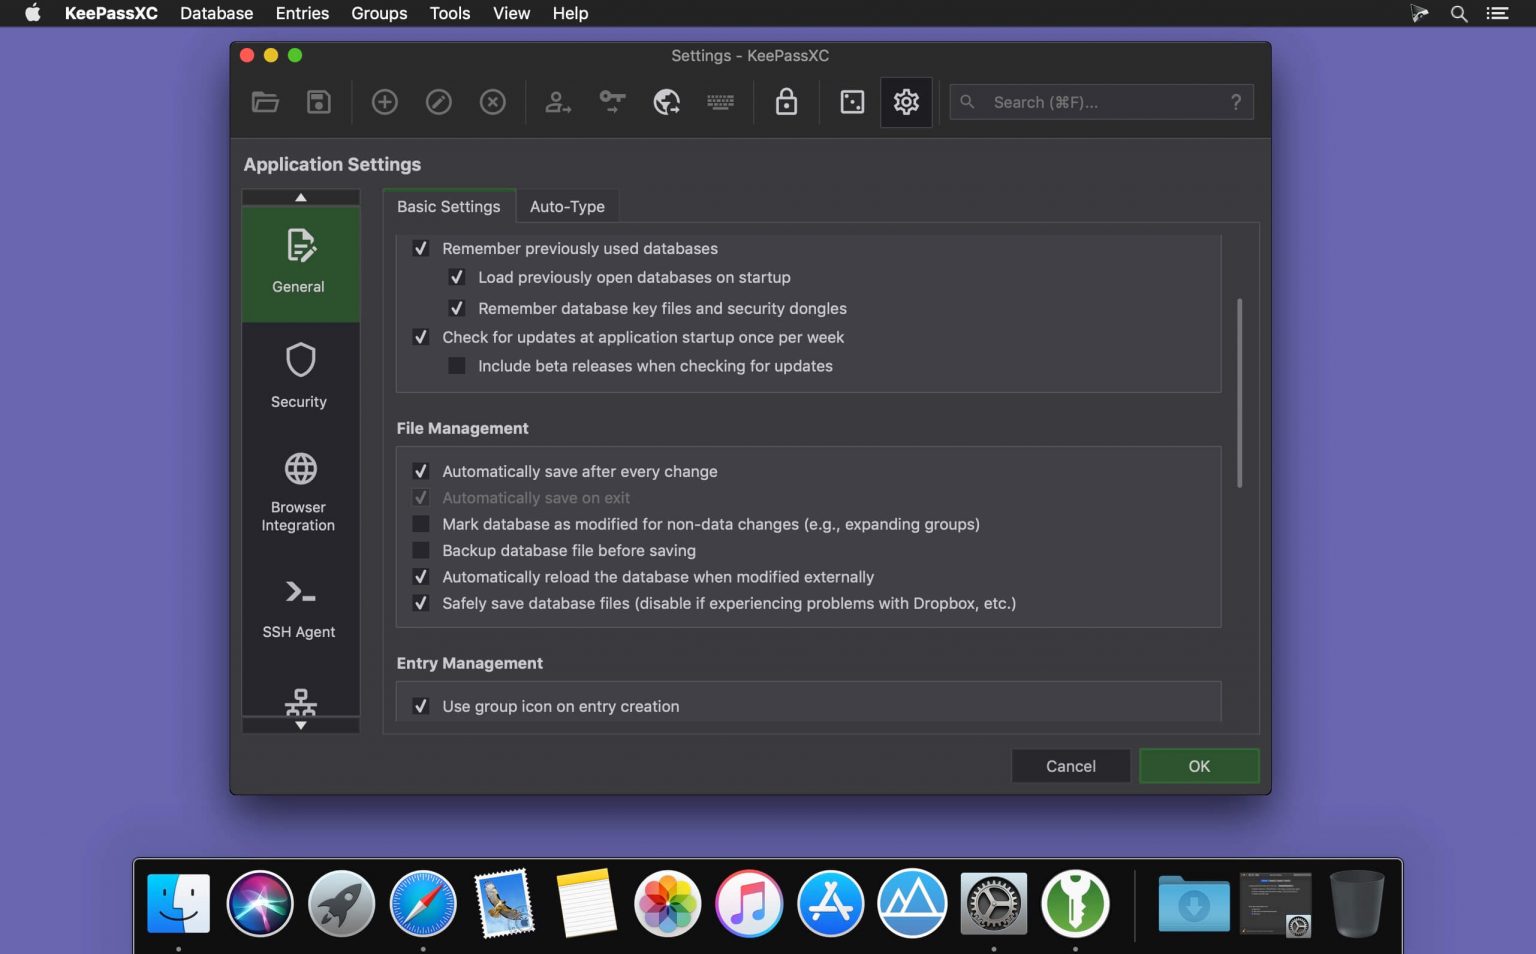 KeePassXC Database Entries Groups Tools View Help
Settings - KeePassXC
Search (⌘F)... ?
Application Settings
General
Security
Browser
Integration
SSH Agent
Basic Settings Auto-Type
Remember previously used databases
Load previously open databases on startup
Remember database key files and security dongles
Check for updates at application startup once per week
Include beta releases when checking for updates
File Management
Automatically save after every change
Automatically save on exit
Mark database as modified for non-data changes (e.g., expanding groups)
Backup database file before saving
Automatically reload the database when modified externally
Safely save database files (disable if experiencing problems with Dropbox, etc.)
Entry Management
Use group icon on entry creation
Cancel OK